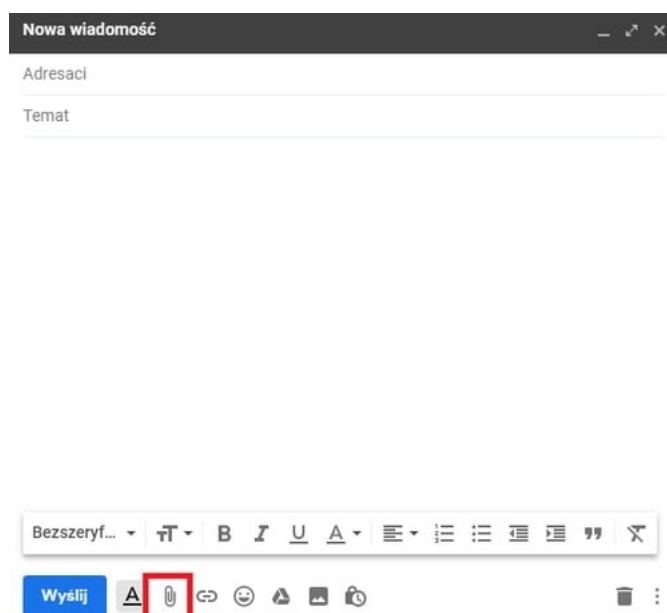 Nowa wiadomość
Adresaci
Temat
Bezszeryf...
Wyślij